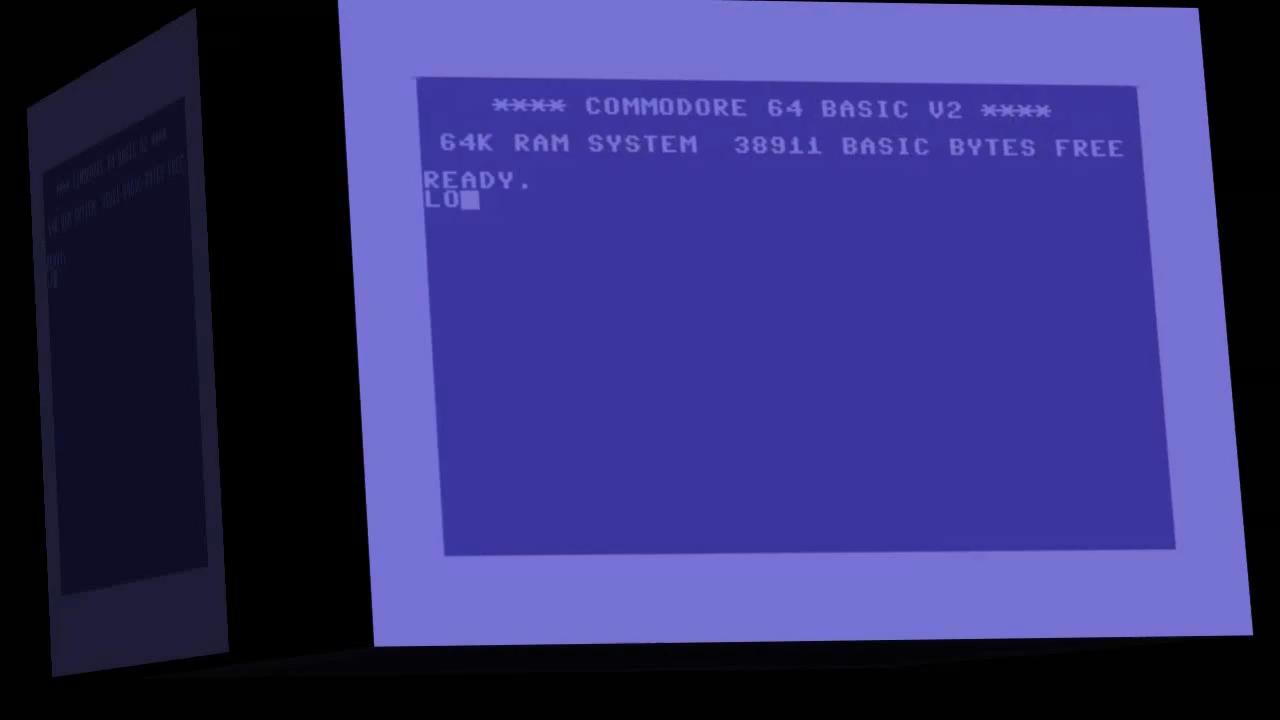 **** COMMODORE 64 BASIC V2 ****
64K RAM SYSTEM  38911 BASIC BYTES FREE
READY.
LO